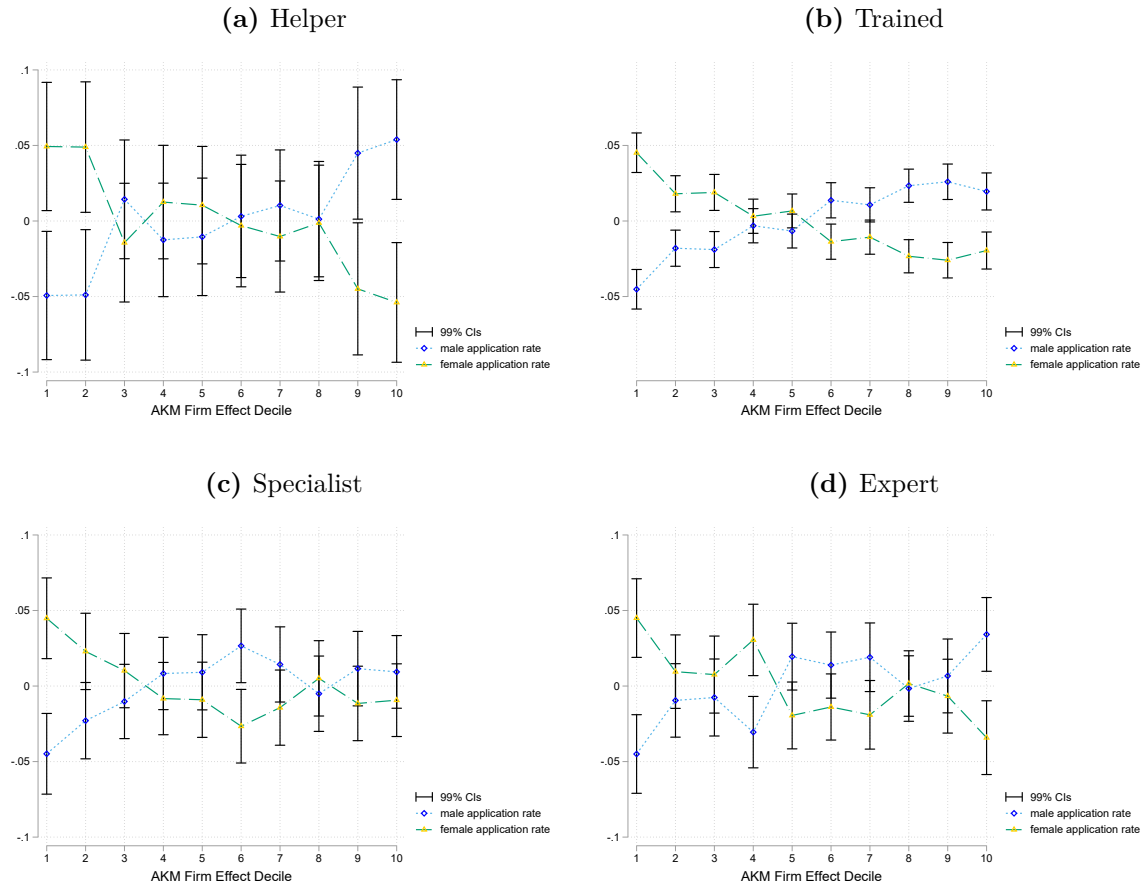 (a) Helper
.1
.05
0
-.05
-.1
1 2 3 4 5 6 7 8 9 10
AKM Firm Effect Decile
99% CIs
male application rate
female application rate
(b) Trained
.05
0
-.05
1 2 3 4 5 6 7 8 9 10
AKM Firm Effect Decile
99% CIs
male application rate
female application rate
(c) Specialist
.1
.05
0
-.05
-.1
1 2 3 4 5 6 7 8 9 10
AKM Firm Effect Decile
99% CIs
male application rate
female application rate
(d) Expert
.1
.05
0
-.05
-.1
1 2 3 4 5 6 7 8 9 10
AKM Firm Effect Decile
99% CIs
male application rate
female application rate